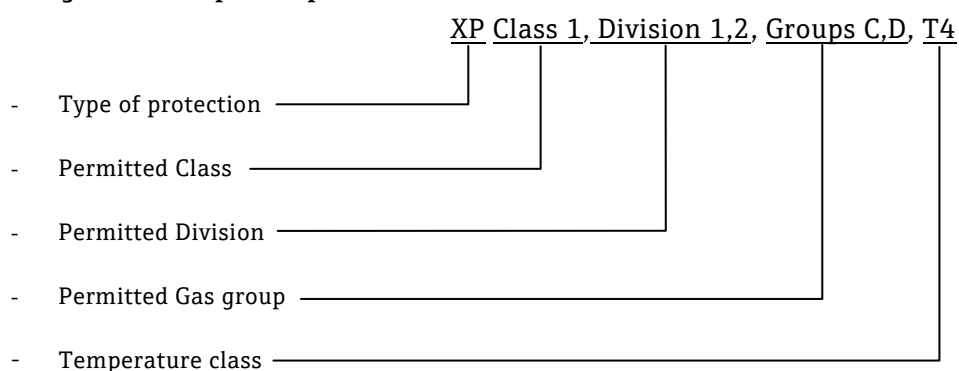 XP Class 1, Division 1,2, Groups C,D, T4
- Type of protection
- Permitted Class
- Permitted Division
- Permitted Gas group
- Temperature class